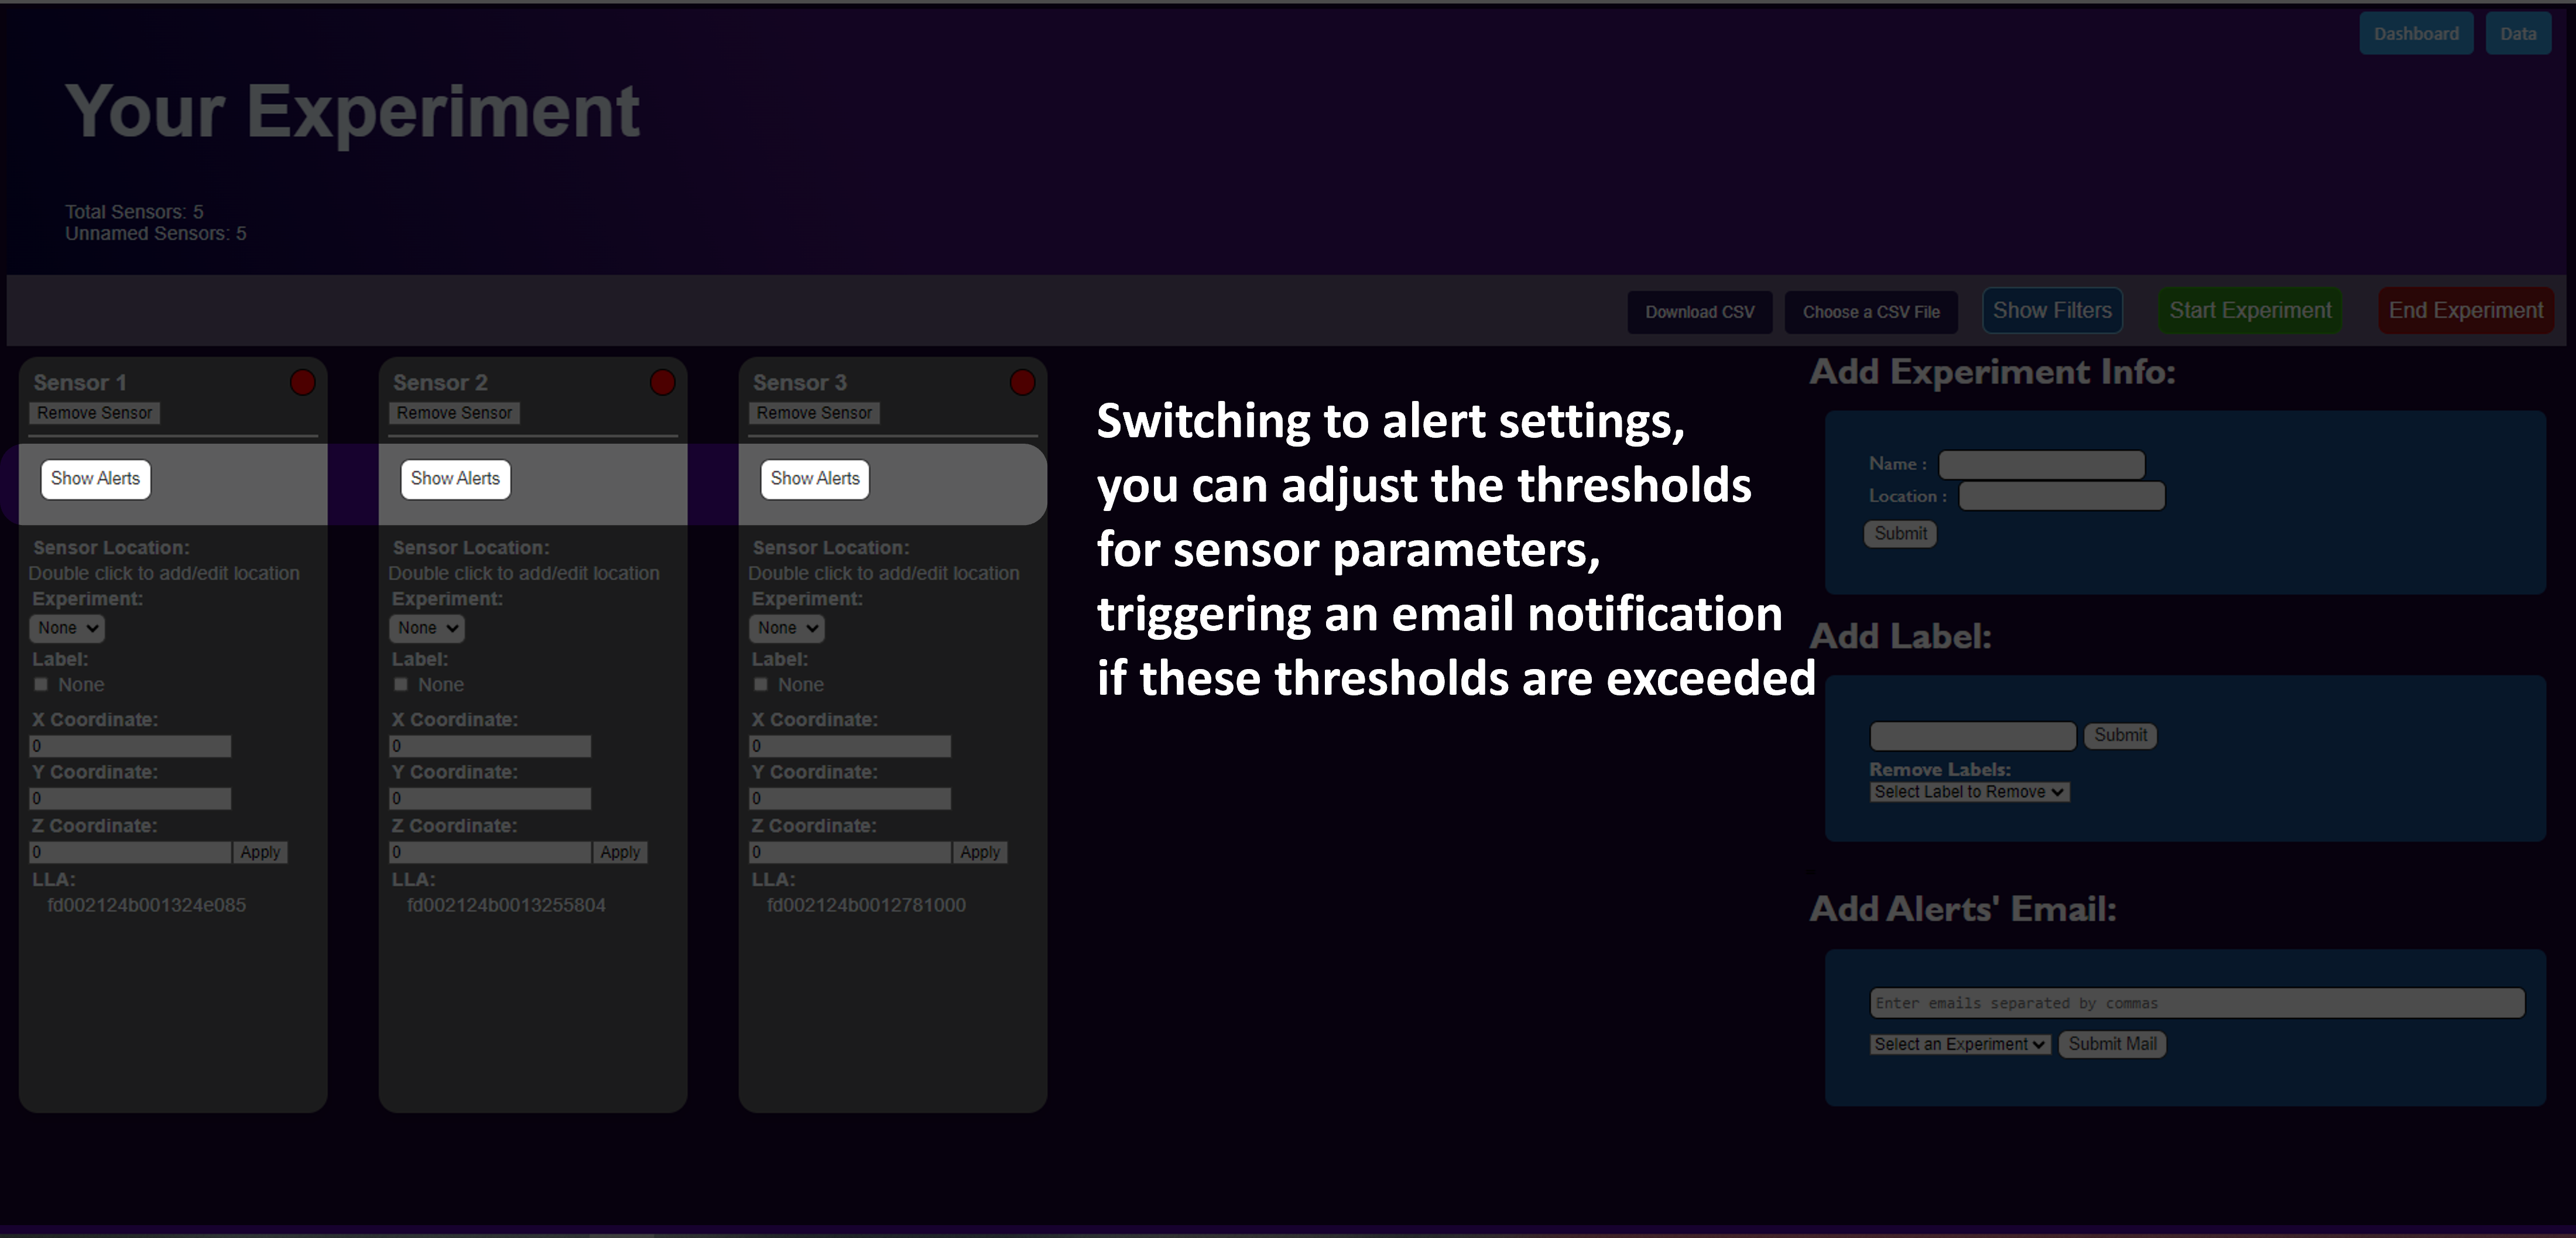 Dashboard Data
Your Experiment
Total Sensors: 5
Unnamed Sensors: 5
Download CSV Choose a CSV File Show Filters Start Experiment End Experiment
Sensor 1
Remove Sensor
Show Alerts
Sensor Location:
Double click to add/edit location
Experiment:
None
Label:
None
X Coordinate:
0
Y Coordinate:
0
Z Coordinate:
0 Apply
LLA:
fd002124b001324e085
Sensor 2
Remove Sensor
Show Alerts
Sensor Location:
Double click to add/edit location
Experiment:
None
Label:
None
X Coordinate:
0
Y Coordinate:
0
Z Coordinate:
0 Apply
LLA:
fd002124b0013255804
Sensor 3
Remove Sensor
Show Alerts
Sensor Location:
Double click to add/edit location
Experiment:
None
Label:
None
X Coordinate:
0
Y Coordinate:
0
Z Coordinate:
0 Apply
LLA:
fd002124b0012781000
Switching to alert settings,
you can adjust the thresholds
for sensor parameters,
triggering an email notification
if these thresholds are exceeded
Add Experiment Info:
Name :
Location :
Submit
Add Label:
Submit
Remove Labels:
Select Label to Remove
Add Alerts' Email:
Enter emails separated by commas
Select an Experiment Submit Mail